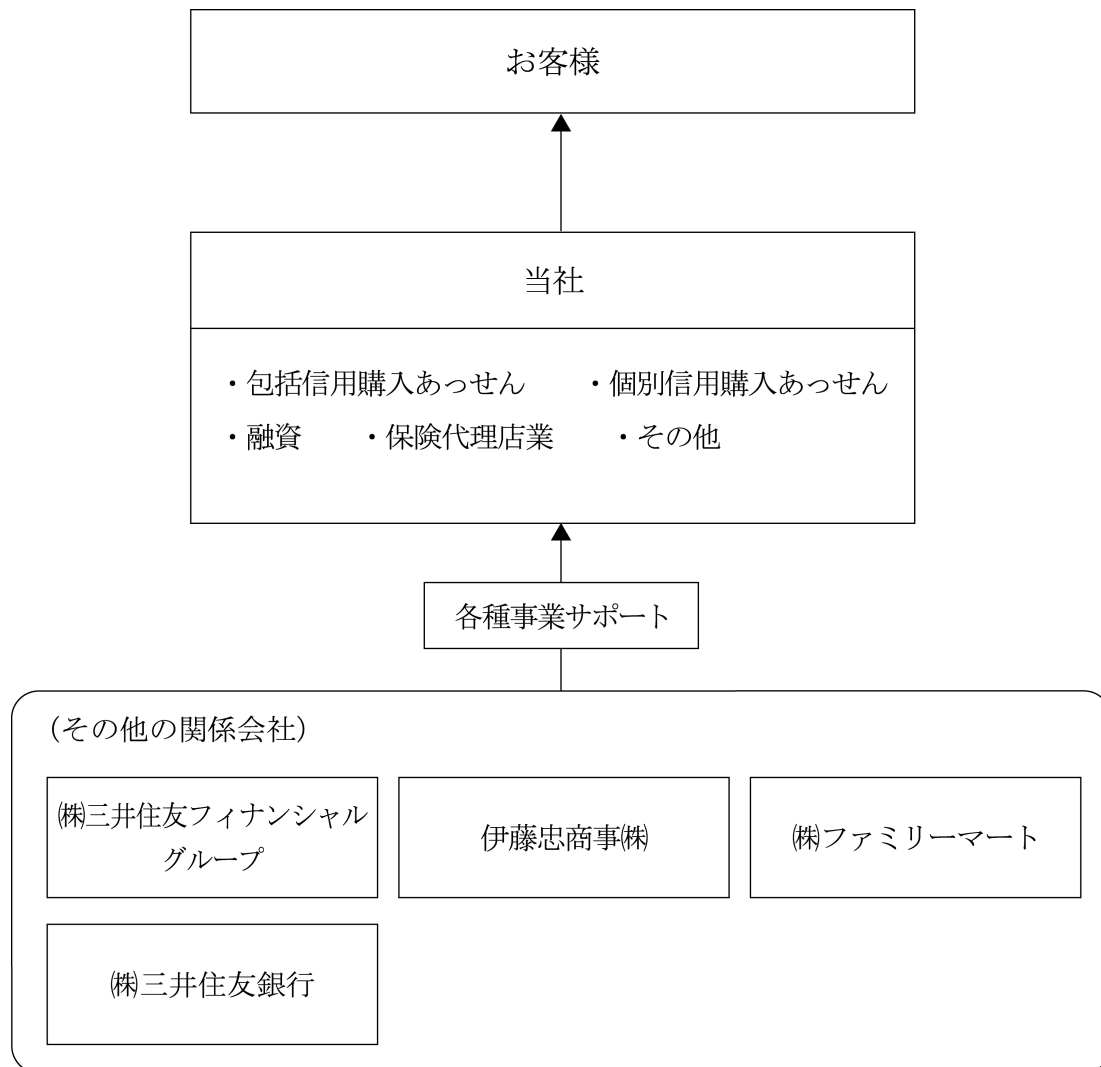 お客様
当社
・包括信用購入あっせん　・個別信用購入あっせん
・融資　・保険代理店業　・その他
各種事業サポート
(その他の関係会社)
㈱三井住友フィナンシャル
グループ
伊藤忠商事㈱
㈱ファミリーマート
㈱三井住友銀行